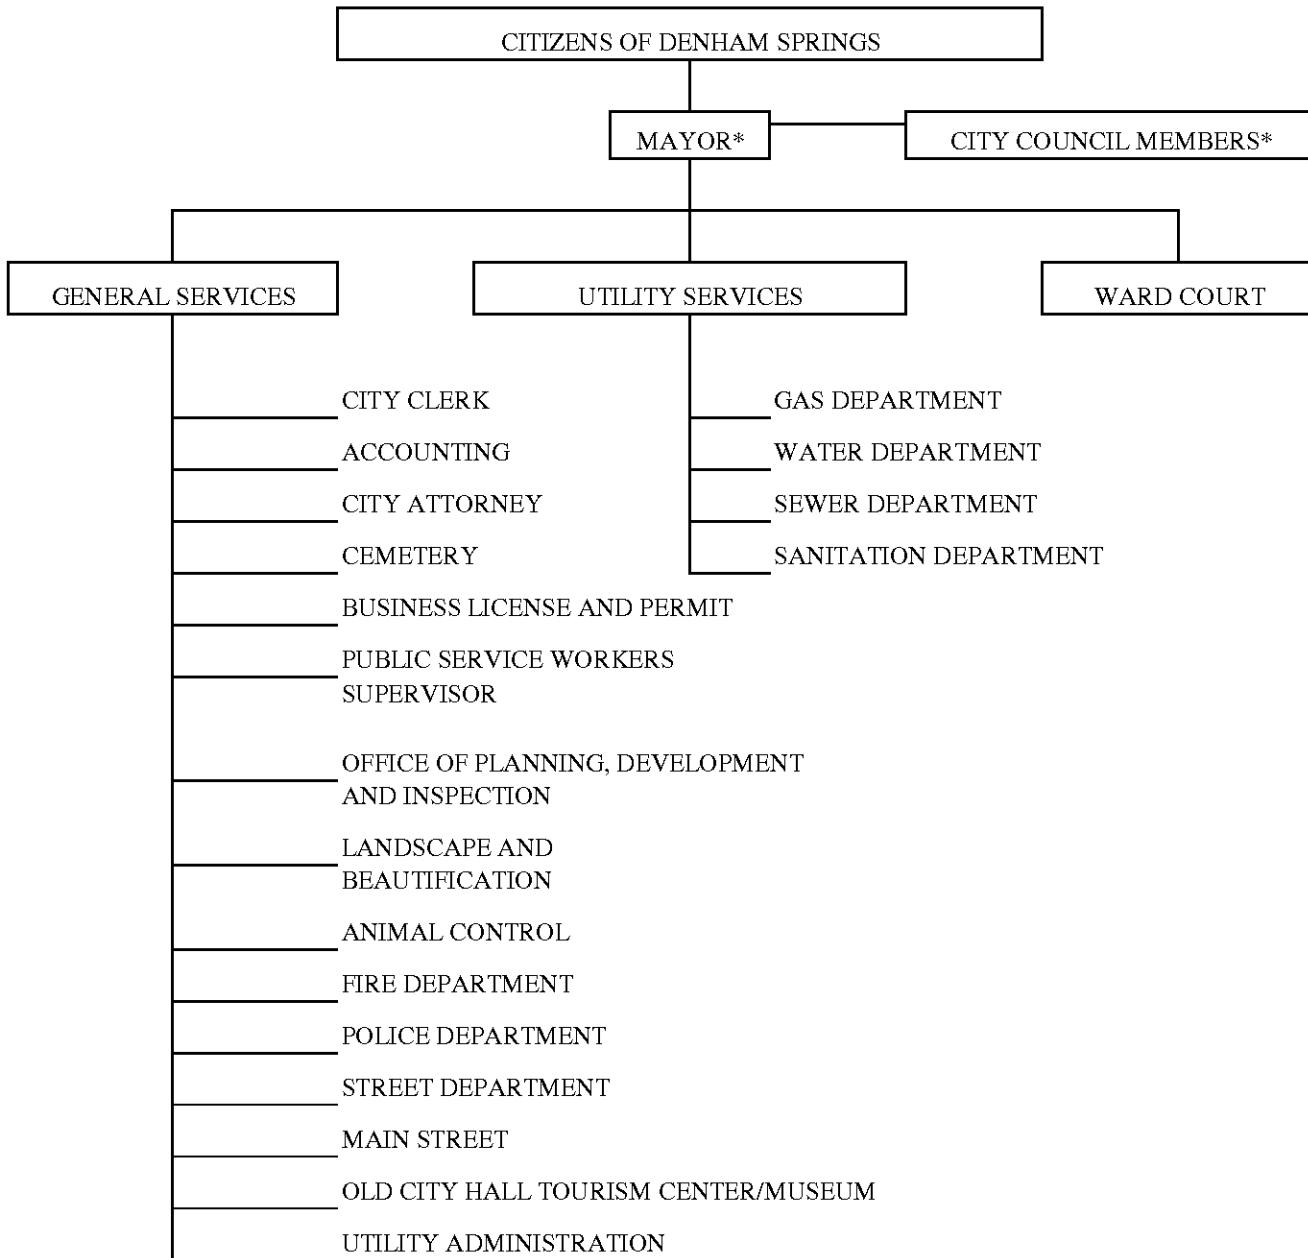 CITIZENS OF DENHAM SPRINGS
MAYOR*
CITY COUNCIL MEMBERS*
GENERAL SERVICES
UTILITY SERVICES
WARD COURT
CITY CLERK
ACCOUNTING
CITY ATTORNEY
CEMETERY
BUSINESS LICENSE AND PERMIT
PUBLIC SERVICE WORKERS
SUPERVISOR
OFFICE OF PLANNING, DEVELOPMENT
AND INSPECTION
LANDSCAPE AND
BEAUTIFICATION
ANIMAL CONTROL
FIRE DEPARTMENT
POLICE DEPARTMENT
STREET DEPARTMENT
MAIN STREET
OLD CITY HALL TOURISM CENTER/MUSEUM
UTILITY ADMINISTRATION
GAS DEPARTMENT
WATER DEPARTMENT
SEWER DEPARTMENT
SANITATION DEPARTMENT